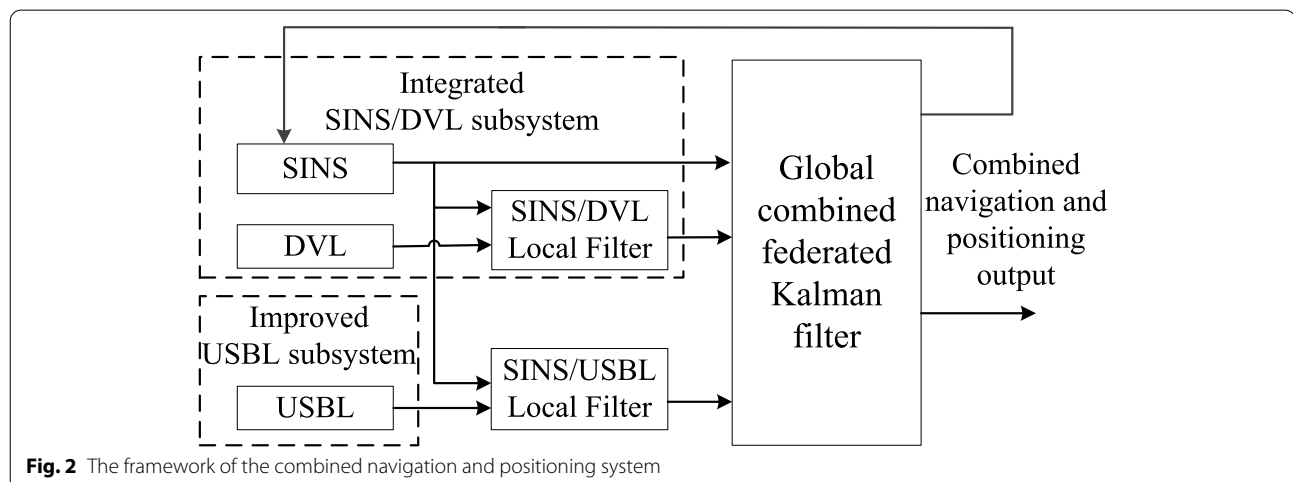 Integrated
SINS/DVL subsystem
SINS
DVL
SINS/DVL
Local Filter
Improved
USBL subsystem
USBL
SINS/USBL
Local Filter
Global
combined
federated
Kalman
filter
Combined
navigation and
positioning
output
Fig. 2 The framework of the combined navigation and positioning system